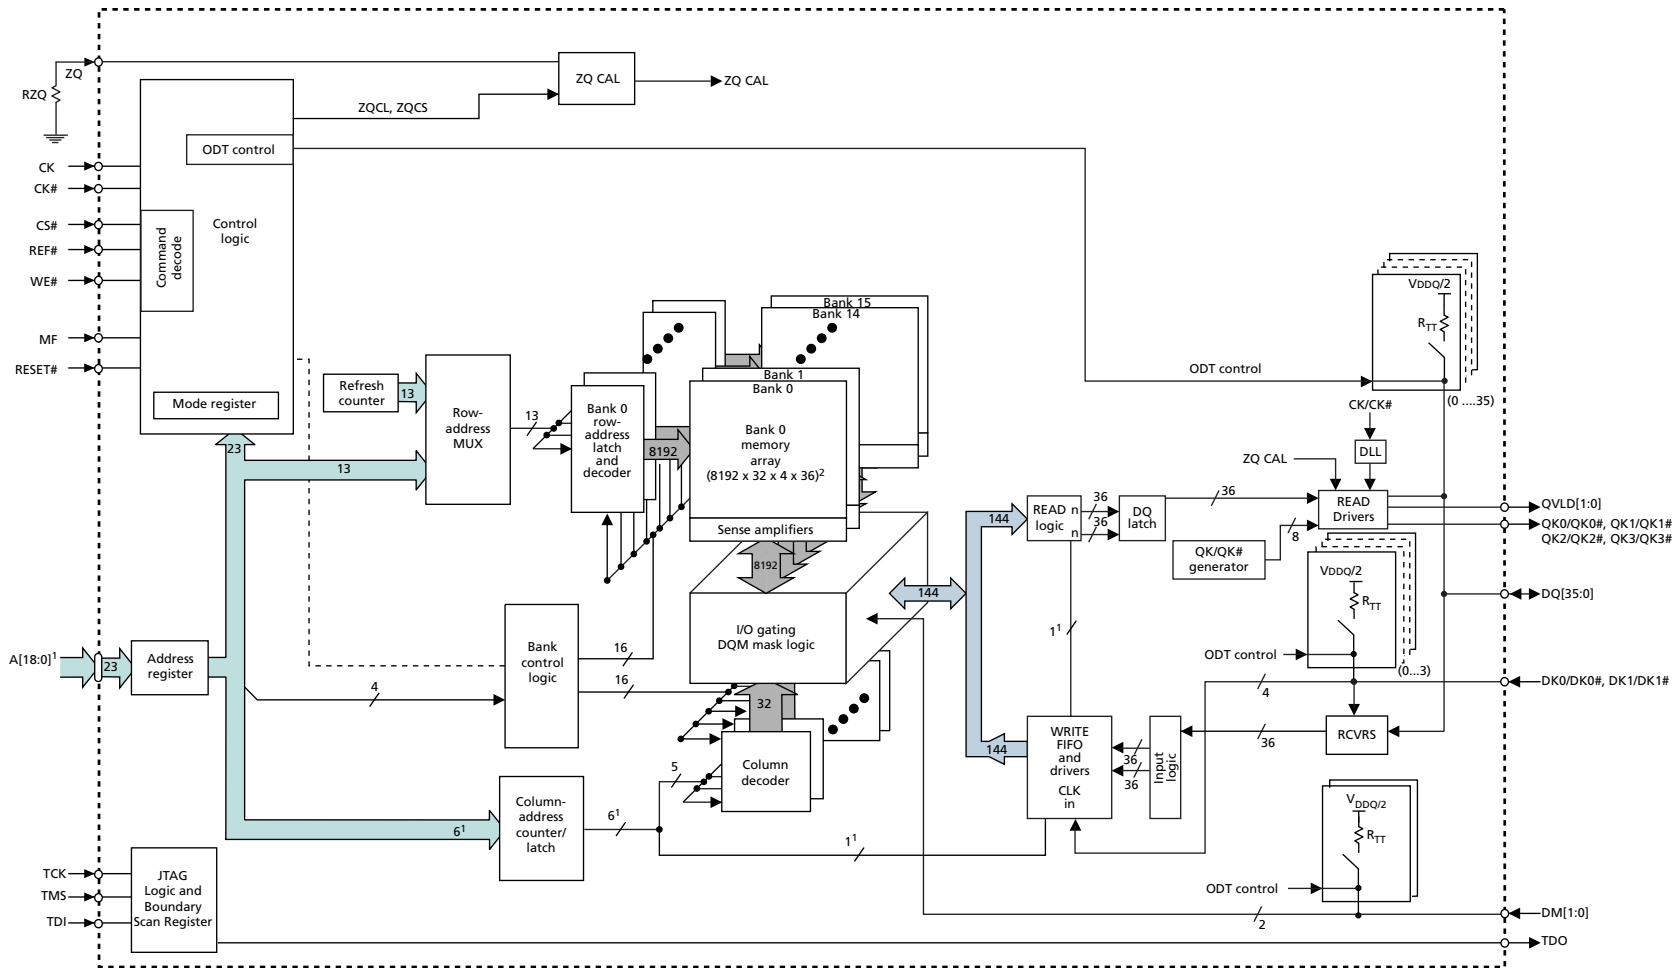 ZQ
RZQ
ZQ CAL
ZQ CAL
ZQCL, ZQCS
ODT control
CK
CK#
CS#
REF#
WE#
MF
RESET#
Command
decode
Control
logic
Mode register
23
13
Refresh
counter
13
Row-
address
MUX
13
Bank 0
row-
address
latch
and
decoder
8192
Bank 15
Bank 14
Bank 1
Bank 0
Bank 0
memory
array
(8192 x 32 x 4 x 36)²
Sense amplifiers
8192
I/O gating
DQM mask logic
32
Column
decoder
A[18:0]¹
23
Address
register
4
Bank
control
logic
16
16
5
6¹
Column-
address
counter/
latch
6¹
1¹
TCK
TMS
TDI
JTAG
Logic and
Boundary
Scan Register
144
144
144
READ n
logic
n
36
36
DQ
latch
36
1¹
WRITE
FIFO
and
drivers
CLK
in
36
36
Input
logic
36
4
2
ODT control
VDDQ/2
RTT
(0 ....35)
CK/CK#
DLL
ZQ CAL
READ
Drivers
QK/QK#
generator
8
VDDQ/2
RTT
ODT control
(0...3)
RCVRS
VDDQ/2
RTT
ODT control
QVLD[1:0]
QK0/QK0#, QK1/QK1#
QK2/QK2#, QK3/QK3#
DQ[35:0]
DK0/DK0#, DK1/DK1#
DM[1:0]
TDO